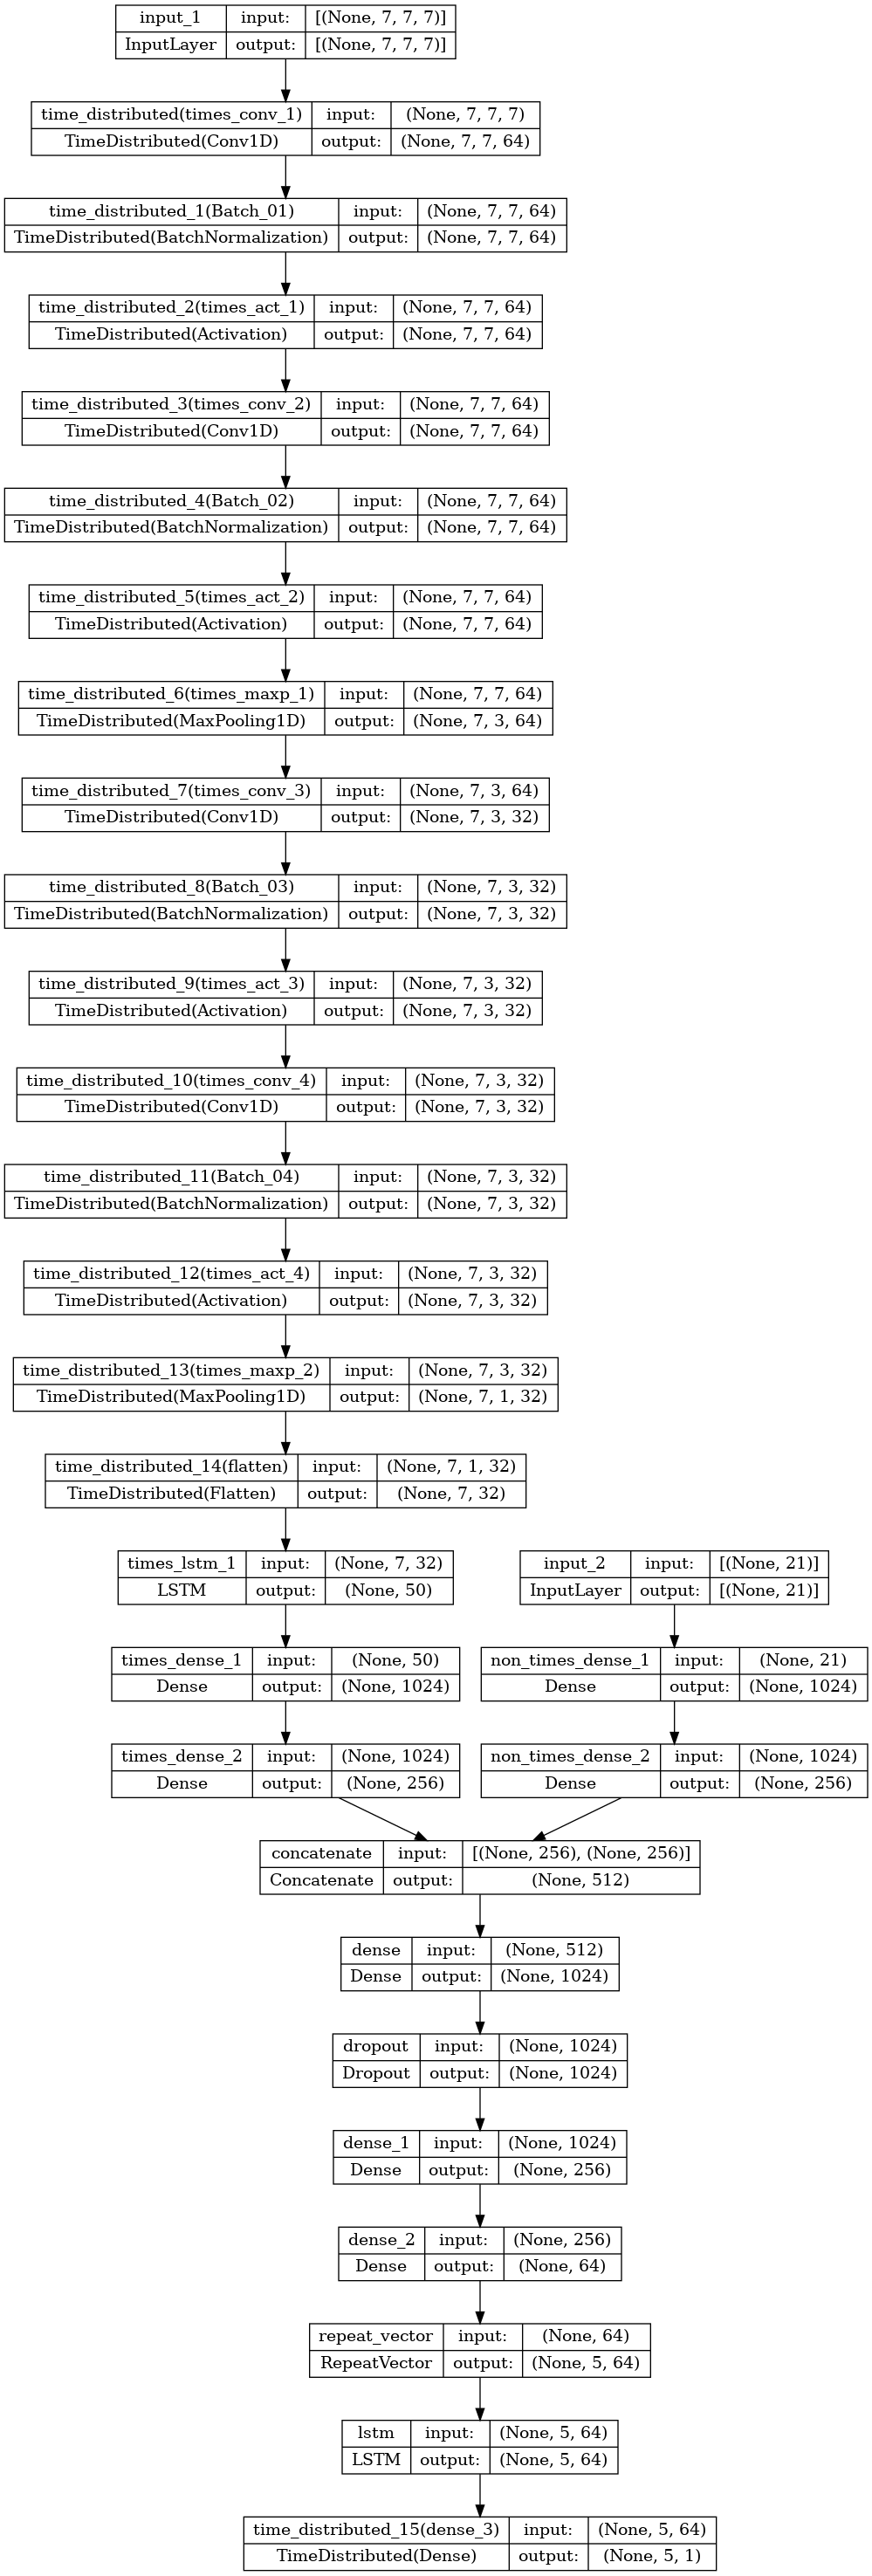 input_1 input: [(None, 7, 7, 7)]
InputLayer output: [(None, 7, 7, 7)]
time_distributed(times_conv_1) input: (None, 7, 7, 7)
TimeDistributed(Conv1D) output: (None, 7, 7, 64)
time_distributed_1(Batch_01) input: (None, 7, 7, 64)
TimeDistributed(BatchNormalization) output: (None, 7, 7, 64)
time_distributed_2(times_act_1) input: (None, 7, 7, 64)
TimeDistributed(Activation) output: (None, 7, 7, 64)
time_distributed_3(times_conv_2) input: (None, 7, 7, 64)
TimeDistributed(Conv1D) output: (None, 7, 7, 64)
time_distributed_4(Batch_02) input: (None, 7, 7, 64)
TimeDistributed(BatchNormalization) output: (None, 7, 7, 64)
time_distributed_5(times_act_2) input: (None, 7, 7, 64)
TimeDistributed(Activation) output: (None, 7, 7, 64)
time_distributed_6(times_maxp_1) input: (None, 7, 7, 64)
TimeDistributed(MaxPooling1D) output: (None, 7, 3, 64)
time_distributed_7(times_conv_3) input: (None, 7, 3, 64)
TimeDistributed(Conv1D) output: (None, 7, 3, 32)
time_distributed_8(Batch_03) input: (None, 7, 3, 32)
TimeDistributed(BatchNormalization) output: (None, 7, 3, 32)
time_distributed_9(times_act_3) input: (None, 7, 3, 32)
TimeDistributed(Activation) output: (None, 7, 3, 32)
time_distributed_10(times_conv_4) input: (None, 7, 3, 32)
TimeDistributed(Conv1D) output: (None, 7, 3, 32)
time_distributed_11(Batch_04) input: (None, 7, 3, 32)
TimeDistributed(BatchNormalization) output: (None, 7, 3, 32)
time_distributed_12(times_act_4) input: (None, 7, 3, 32)
TimeDistributed(Activation) output: (None, 7, 3, 32)
time_distributed_13(times_maxp_2) input: (None, 7, 3, 32)
TimeDistributed(MaxPooling1D) output: (None, 7, 1, 32)
time_distributed_14(flatten) input: (None, 7, 1, 32)
TimeDistributed(Flatten) output: (None, 7, 32)
times_lstm_1 input: (None, 7, 32)
LSTM output: (None, 50)
input_2 input: [(None, 21)]
InputLayer output: [(None, 21)]
times_dense_1 input: (None, 50)
Dense output: (None, 1024)
non_times_dense_1 input: (None, 21)
Dense output: (None, 1024)
times_dense_2 input: (None, 1024)
Dense output: (None, 256)
non_times_dense_2 input: (None, 1024)
Dense output: (None, 256)
concatenate input: [(None, 256), (None, 256)]
Concatenate output: (None, 512)
dense input: (None, 512)
Dense output: (None, 1024)
dropout input: (None, 1024)
Dropout output: (None, 1024)
dense_1 input: (None, 1024)
Dense output: (None, 256)
dense_2 input: (None, 256)
Dense output: (None, 64)
repeat_vector input: (None, 64)
RepeatVector output: (None, 5, 64)
lstm input: (None, 5, 64)
LSTM output: (None, 5, 64)
time_distributed_15(dense_3) input: (None, 5, 64)
TimeDistributed(Dense) output: (None, 5, 1)